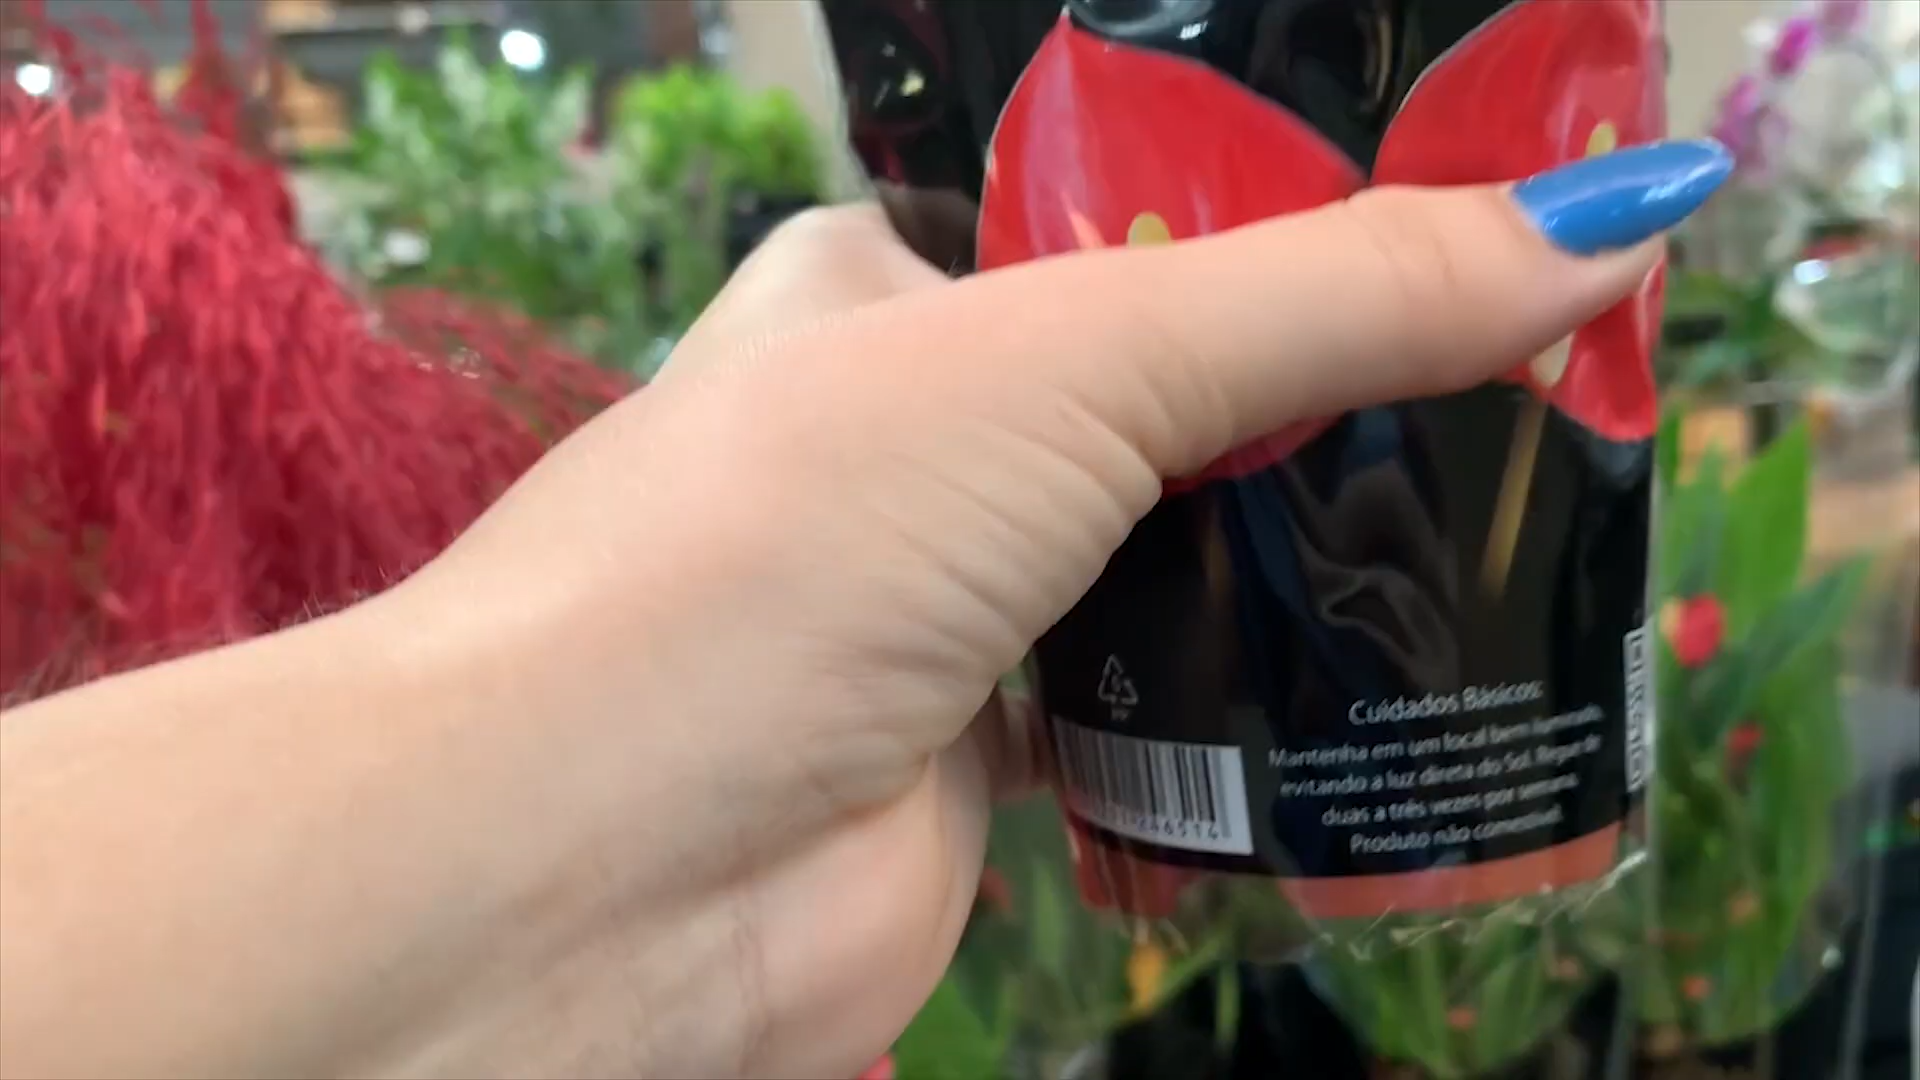 Cuidados Básicos:
Mantenha em um local bem iluminado
evitando a luz direta do Sol. Regue de
duas a três vezes por semana.
Produto não comestível.
246514